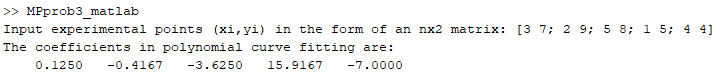 >> MPprob3_matlab
Input experimental points (xi,yi) in the form of an nx2 matrix: [3 7; 2 9; 5 8; 1 5; 4 4]
The coefficients in polynomial curve fitting are:
0.1250 -0.4167 -3.6250 15.9167 -7.0000